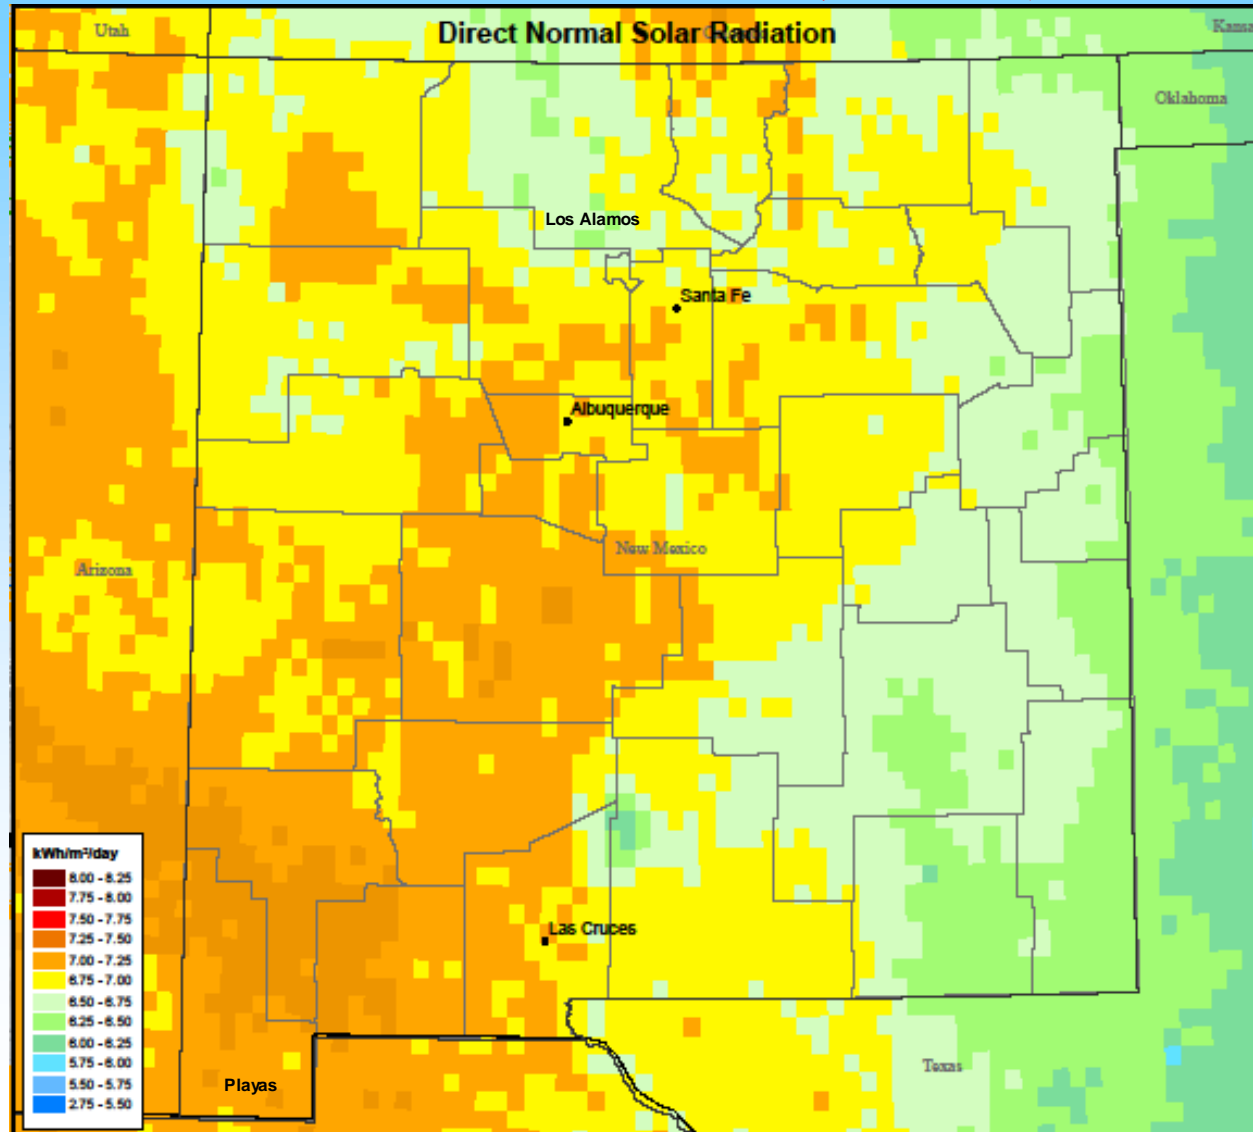 Direct Normal Solar Radiation
Utah
Kansa
Oklahoma
Los Alamos
Santa Fe
Albuquerque
New Mexico
Arizona
kWh/m²/day
8.00 - 8.25
7.75 - 8.00
7.50 - 7.75
7.25 - 7.50
7.00 - 7.25
6.75 - 7.00
6.50 - 6.75
6.25 - 6.50
6.00 - 6.25
5.75 - 6.00
5.50 - 5.75
2.75 - 5.50
Las Cruces
Texas
Playas